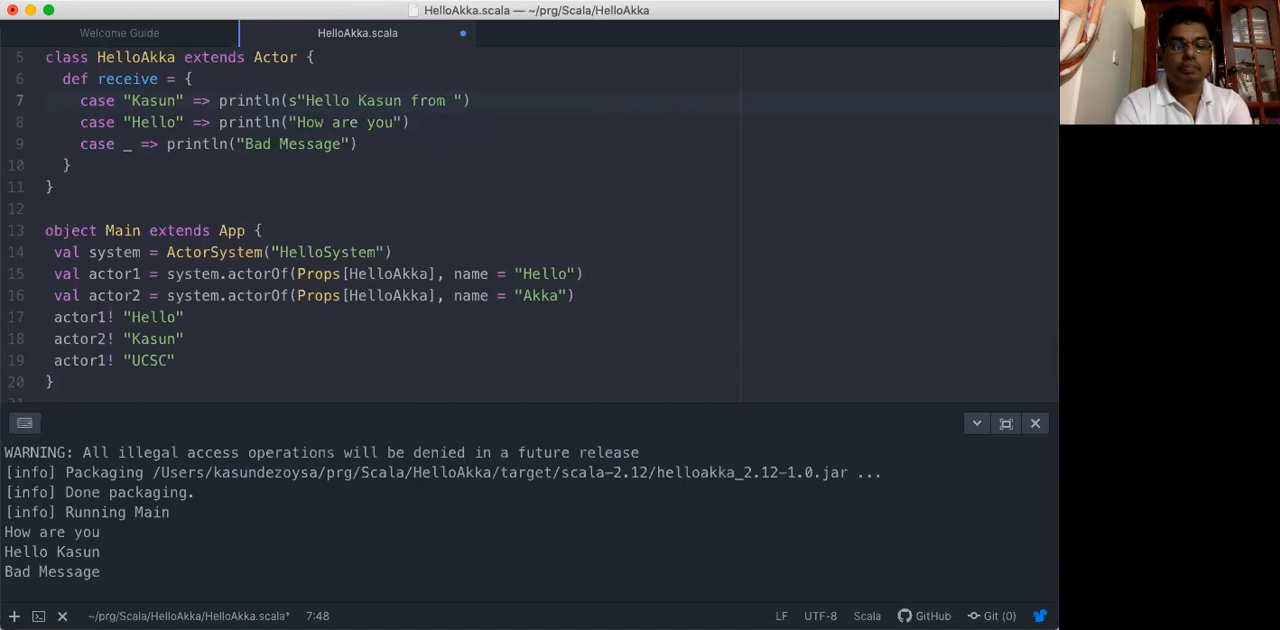 HelloAkka.scala — ~/prg/Scala/HelloAkka
Welcome Guide
HelloAkka.scala
5 class HelloAkka extends Actor {
6 def receive = {
7 case "Kasun" => println(s"Hello Kasun from ")
8 case "Hello" => println("How are you")
9 case _ => println("Bad Message")
10 }
11 }
12
13 object Main extends App {
14 val system = ActorSystem("HelloSystem")
15 val actor1 = system.actorOf(Props[HelloAkka], name = "Hello")
16 val actor2 = system.actorOf(Props[HelloAkka], name = "Akka")
17 actor1! "Hello"
18 actor2! "Kasun"
19 actor1! "UCSC"
20 }
21
WARNING: All illegal access operations will be denied in a future release
[info] Packaging /Users/kasundezoysa/prg/Scala/HelloAkka/target/scala-2.12/helloakka_2.12-1.0.jar ...
[info] Done packaging.
[info] Running Main
How are you
Hello Kasun
Bad Message
~/prg/Scala/HelloAkka/HelloAkka.scala* 7:48 LF UTF-8 Scala GitHub Git (0)